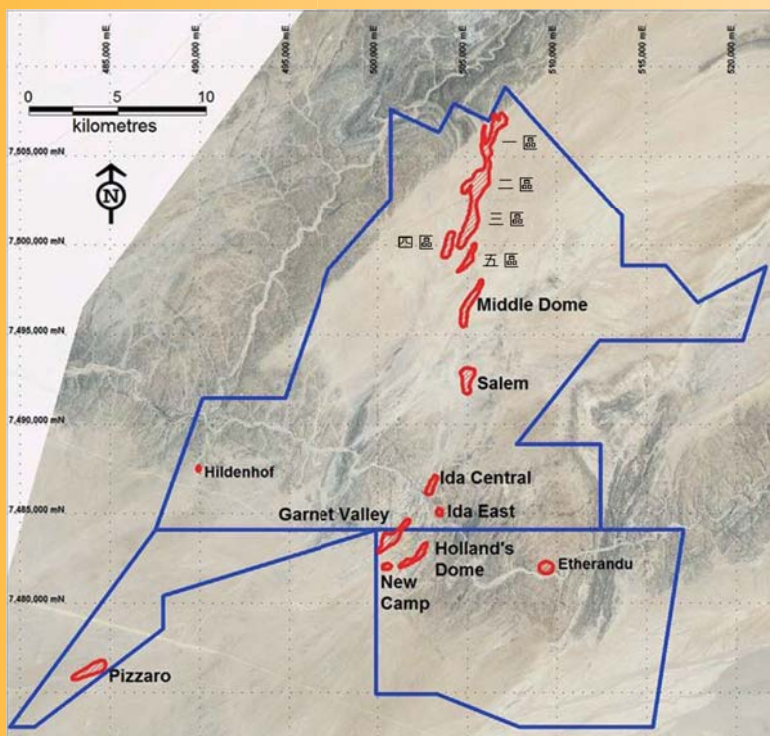 485,000 mE
490,000 mE
495,000 mE
500,000 mE
505,000 mE
510,000 mE
515,000 mE
520,000 mE
0 5 10
kilometres
N
7,505,000 mN
7,500,000 mN
7,495,000 mN
7,490,000 mN
7,485,000 mN
7,480,000 mN
一區
二區
三區
四區
五區
Middle Dome
Salem
Hildenhof
Ida Central
Garnet Valley
Ida East
Holland's
Dome
Etherandu
New
Camp
Pizzaro